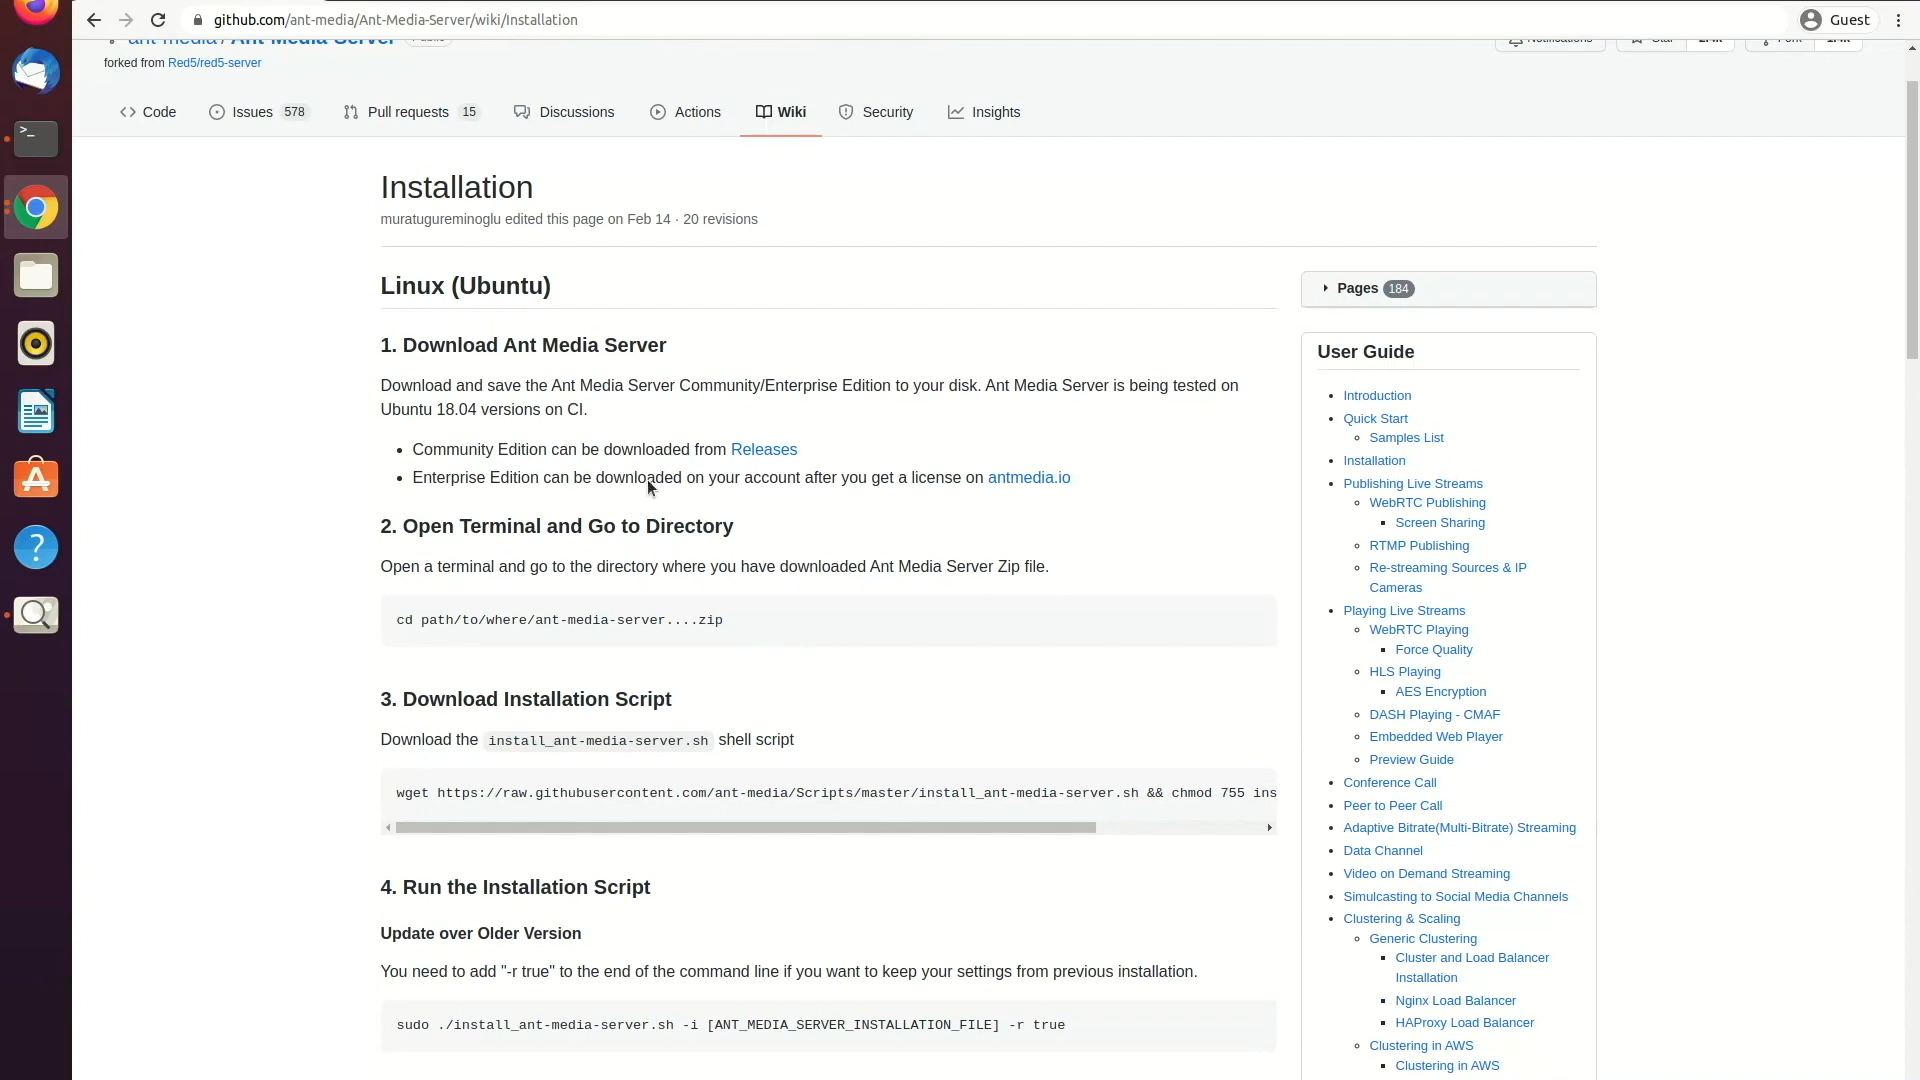 github.com/ant-media/Ant-Media-Server/wiki/Installation
Guest
ant-media / Ant-Media-Server Public
Notifications Star 2.4k Fork 1.4k
forked from Red5/red5-server
Code Issues 578 Pull requests 15 Discussions Actions Wiki Security Insights
Installation
muratugureminoglu edited this page on Feb 14 · 20 revisions
Linux (Ubuntu)
1. Download Ant Media Server
Download and save the Ant Media Server Community/Enterprise Edition to your disk. Ant Media Server is being tested on
Ubuntu 18.04 versions on CI.
Community Edition can be downloaded from Releases
Enterprise Edition can be downloaded on your account after you get a license on antmedia.io
2. Open Terminal and Go to Directory
Open a terminal and go to the directory where you have downloaded Ant Media Server Zip file.
cd path/to/where/ant-media-server....zip
3. Download Installation Script
Download the install_ant-media-server.sh shell script
wget https://raw.githubusercontent.com/ant-media/Scripts/master/install_ant-media-server.sh && chmod 755 ins
4. Run the Installation Script
Update over Older Version
You need to add "-r true" to the end of the command line if you want to keep your settings from previous installation.
sudo ./install_ant-media-server.sh -i [ANT_MEDIA_SERVER_INSTALLATION_FILE] -r true
Pages 184
User Guide
Introduction
Quick Start
Samples List
Installation
Publishing Live Streams
WebRTC Publishing
Screen Sharing
RTMP Publishing
Re-streaming Sources & IP
Cameras
Playing Live Streams
WebRTC Playing
Force Quality
HLS Playing
AES Encryption
DASH Playing - CMAF
Embedded Web Player
Preview Guide
Conference Call
Peer to Peer Call
Adaptive Bitrate(Multi-Bitrate) Streaming
Data Channel
Video on Demand Streaming
Simulcasting to Social Media Channels
Clustering & Scaling
Generic Clustering
Cluster and Load Balancer
Installation
Nginx Load Balancer
HAProxy Load Balancer
Clustering in AWS
Clustering in AWS